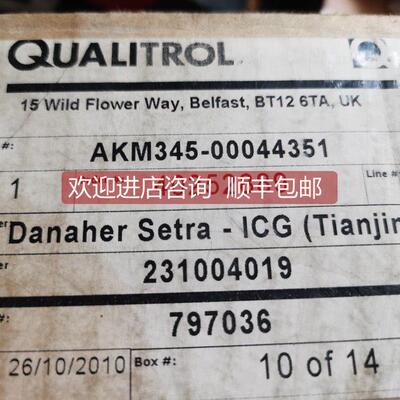 QUALITROL
15 Wild Flower Way, Belfast, BT12 6TA, UK
#: AKM345-00044351
1 Line #
欢迎进店咨询 顺丰包邮
Danaher Setra - ICG (Tianjin
231004019
797036
26/10/2010 Box #: 10 of 14